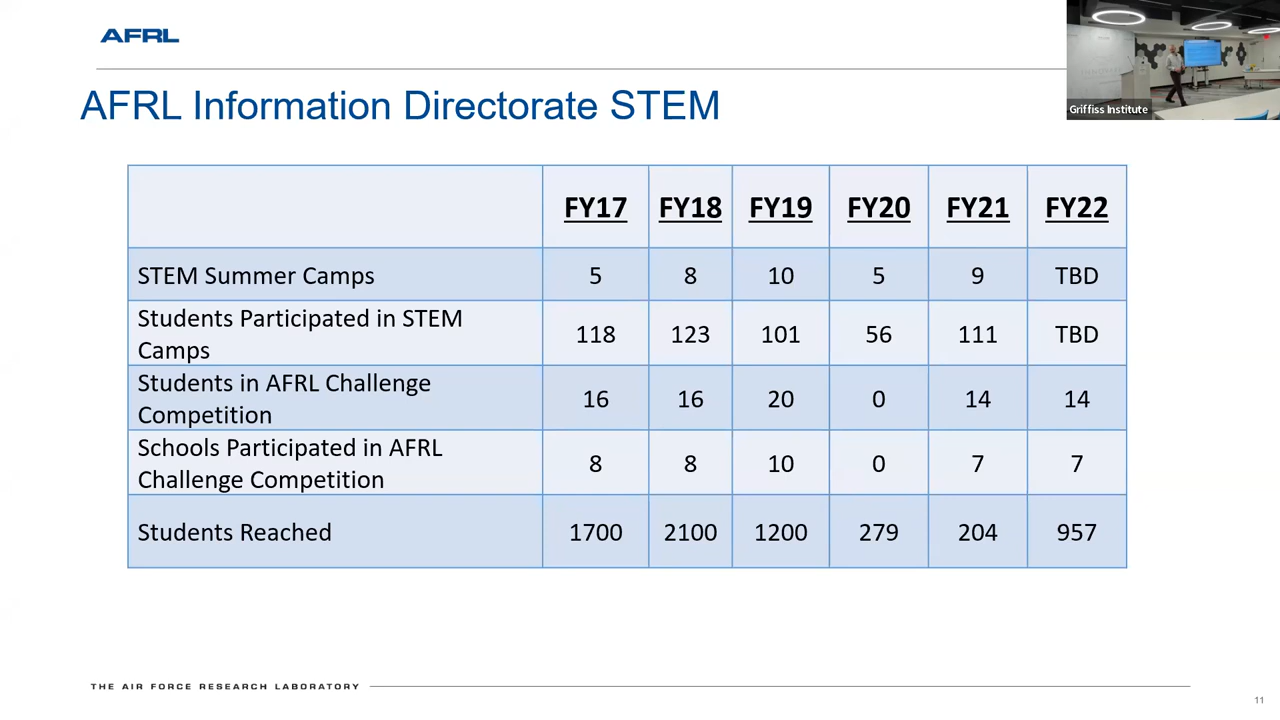 AFRL
Griffiss Institute
AFRL Information Directorate STEM
FY17 FY18 FY19 FY20 FY21 FY22
STEM Summer Camps 5 8 10 5 9 TBD
Students Participated in STEM
Camps 118 123 101 56 111 TBD
Students in AFRL Challenge
Competition 16 16 20 0 14 14
Schools Participated in AFRL
Challenge Competition 8 8 10 0 7 7
Students Reached 1700 2100 1200 279 204 957
THE AIR FORCE RESEARCH LABORATORY
11